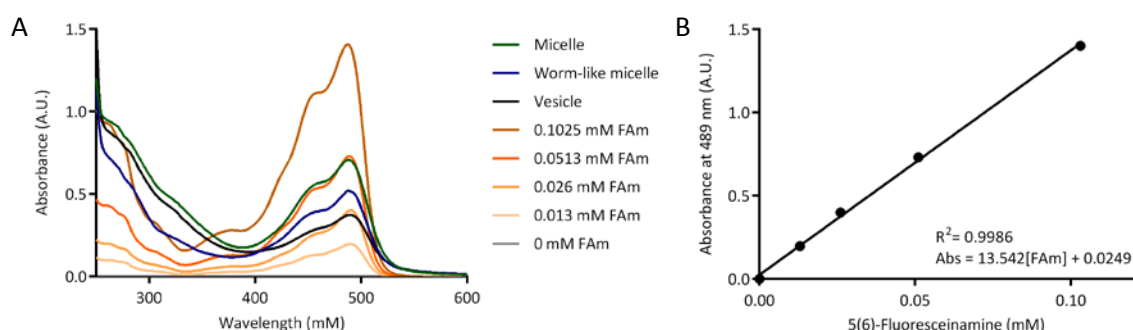 A
1.5
1.0
0.5
0.0
Absorbance (A.U.)
300
400
500
600
Wavelength (mM)
Micelle
Worm-like micelle
Vesicle
0.1025 mM FAm
0.0513 mM FAm
0.026 mM FAm
0.013 mM FAm
0 mM FAm
B
1.5
1.0
0.5
0.0
Absorbance at 489 nm (A.U.)
R²= 0.9986
Abs = 13.542[FAm] + 0.0249
0.00
0.05
0.10
5(6)-Fluoresceinamine (mM)